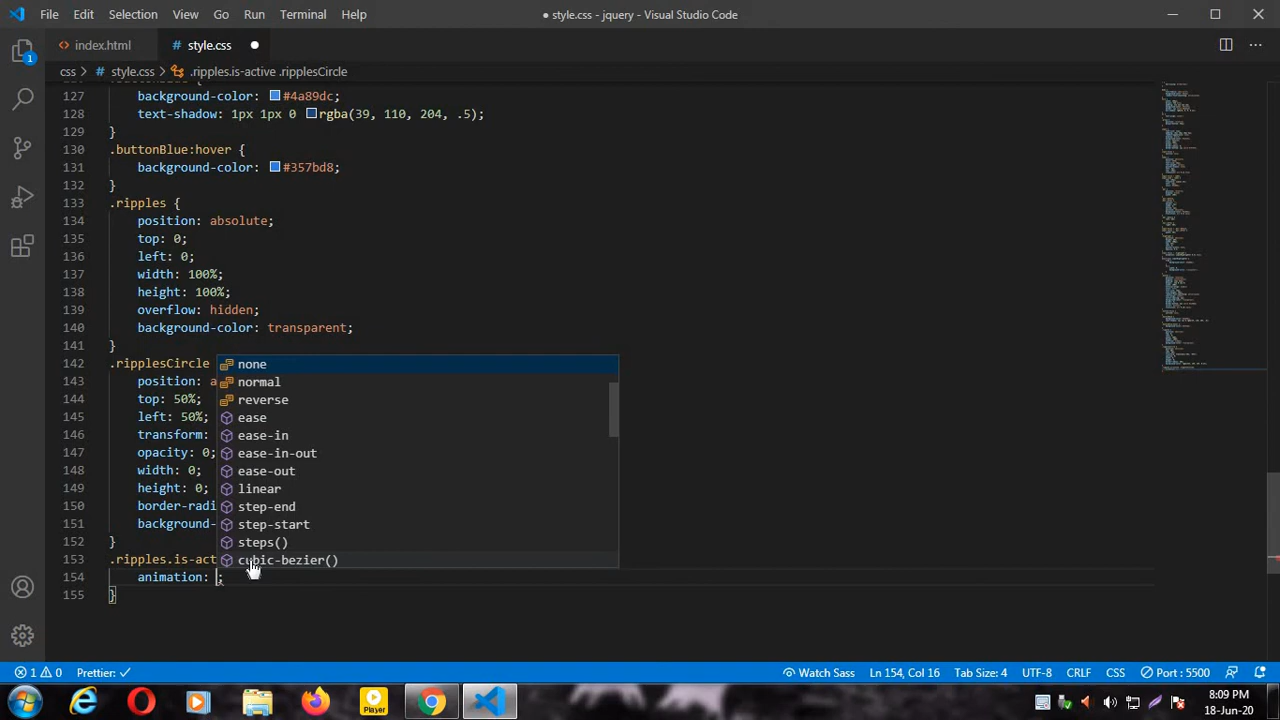 File Edit Selection View Go Run Terminal Help
● style.css - jquery - Visual Studio Code
<> index.html # style.css ●
css > # style.css > .ripples.is-active .ripplesCircle
1
127 background-color: #4a89dc;
128 text-shadow: 1px 1px 0 rgba(39, 110, 204, .5);
129 }
130 .buttonBlue:hover {
131 background-color: #357bd8;
132 }
133 .ripples {
134 position: absolute;
135 top: 0;
136 left: 0;
137 width: 100%;
138 height: 100%;
139 overflow: hidden;
140 background-color: transparent;
141 }
142 .ripplesCircle
143 position: a
144 top: 50%;
145 left: 50%;
146 transform:
147 opacity: 0;
148 width: 0;
149 height: 0;
150 border-radi
151 background-
152 }
153 .ripples.is-act
154 animation: ;
155 }
none
normal
reverse
ease
ease-in
ease-in-out
ease-out
linear
step-end
step-start
steps()
cubic-bezier()
1 0 Prettier: ✓ Watch Sass Ln 154, Col 16 Tab Size: 4 UTF-8 CRLF CSS Port : 5500
Player
8:09 PM
18-Jun-20